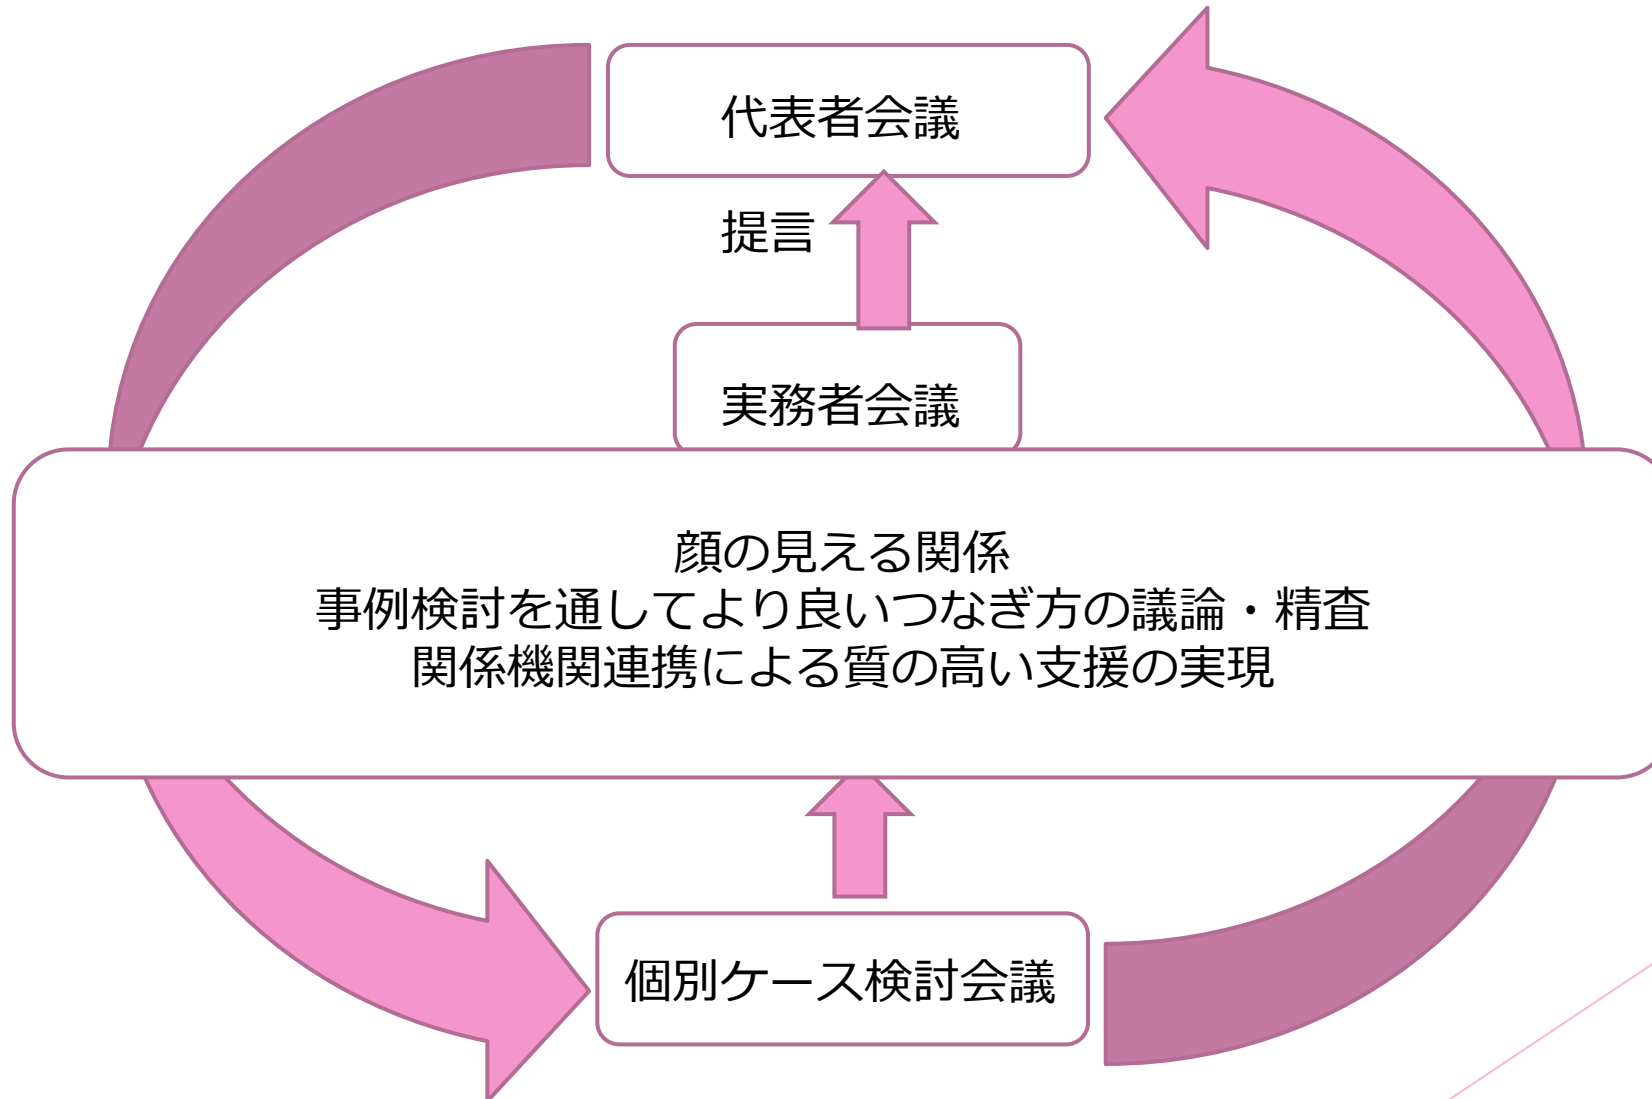 代表者会議
提言
実務者会議
顔の見える関係
事例検討を通してより良いつなぎ方の議論・精査
関係機関連携による質の高い支援の実現
個別ケース検討会議